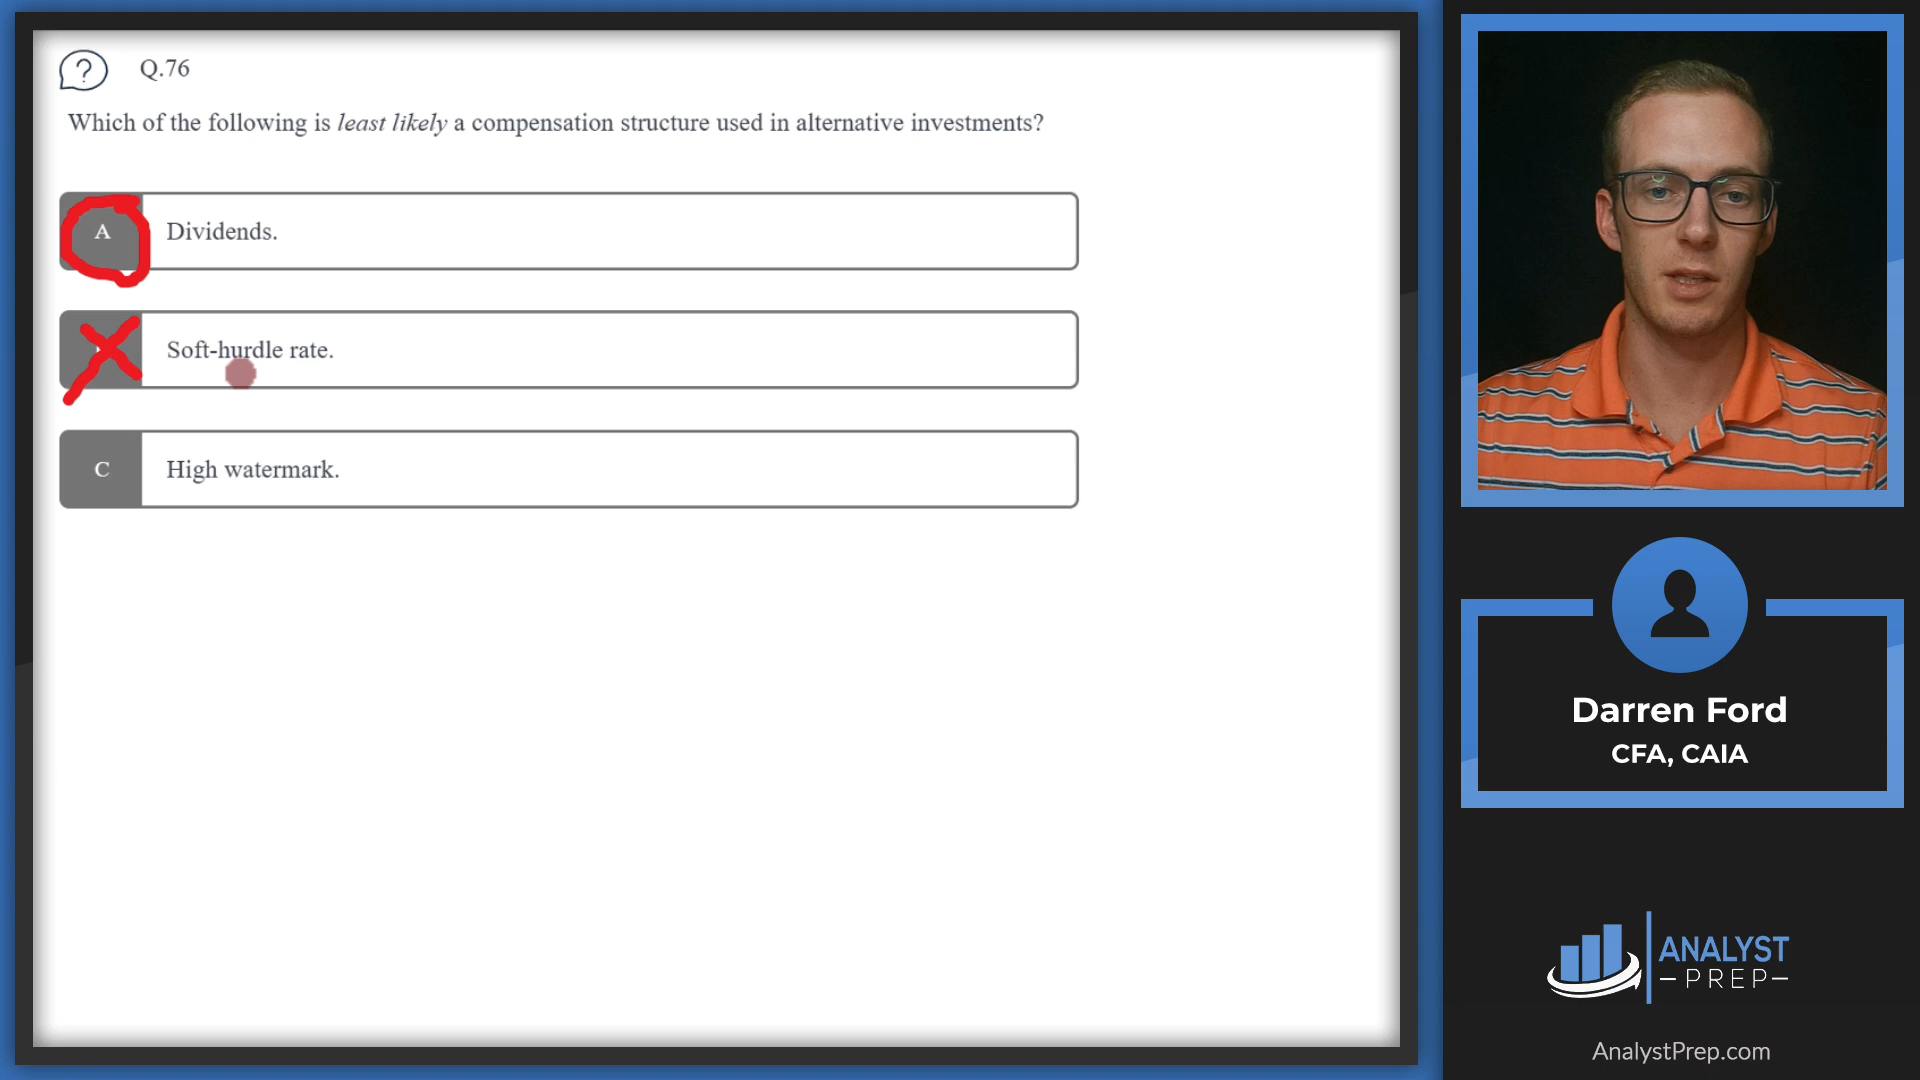 ?
Q.76
Which of the following is least likely a compensation structure used in alternative investments?
A
Dividends.
Soft-hurdle rate.
C
High watermark.
Darren Ford
CFA, CAIA
ANALYST
PREP
AnalystPrep.com